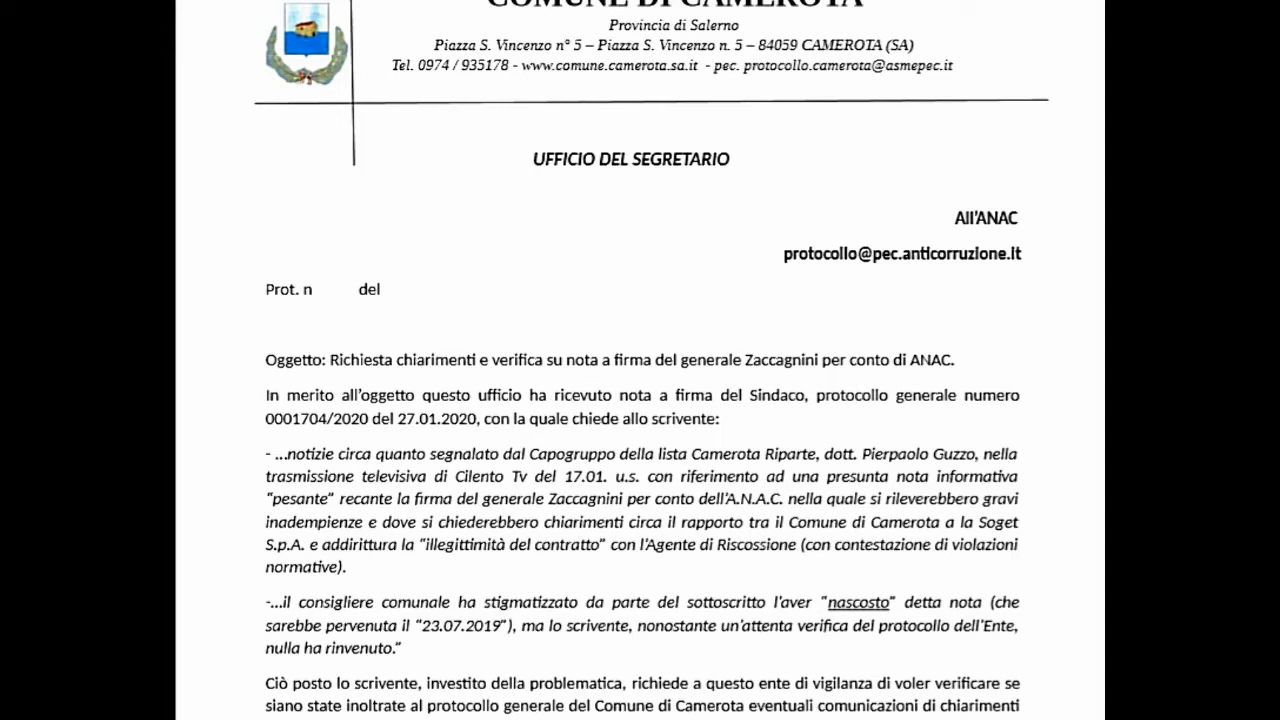 COMUNE DI CAMEROTA
Provincia di Salerno
Piazza S. Vincenzo n° 5 – Piazza S. Vincenzo n. 5 – 84059 CAMEROTA (SA)
Tel. 0974 / 935178 - www.comune.camerota.sa.it - pec. protocollo.camerota@asmepec.it
UFFICIO DEL SEGRETARIO
All'ANAC
protocollo@pec.anticorruzione.it
Prot. n del
Oggetto: Richiesta chiarimenti e verifica su nota a firma del generale Zaccagnini per conto di ANAC.
In merito all'oggetto questo ufficio ha ricevuto nota a firma del Sindaco, protocollo generale numero
0001704/2020 del 27.01.2020, con la quale chiede allo scrivente:
- ...notizie circa quanto segnalato dal Capogruppo della lista Camerota Riparte, dott. Pierpaolo Guzzo, nella
trasmissione televisiva di Cilento Tv del 17.01. u.s. con riferimento ad una presunta nota informativa
"pesante" recante la firma del generale Zaccagnini per conto dell'A.N.A.C. nella quale si rileverebbero gravi
inadempienze e dove si chiederebbero chiarimenti circa il rapporto tra il Comune di Camerota a la Soget
S.p.A. e addirittura la "illegittimità del contratto" con l'Agente di Riscossione (con contestazione di violazioni
normative).
-...il consigliere comunale ha stigmatizzato da parte del sottoscritto l'aver "nascosto" detta nota (che
sarebbe pervenuta il "23.07.2019"), ma lo scrivente, nonostante un'attenta verifica del protocollo dell'Ente,
nulla ha rinvenuto."
Ciò posto lo scrivente, investito della problematica, richiede a questo ente di vigilanza di voler verificare se
siano state inoltrate al protocollo generale del Comune di Camerota eventuali comunicazioni di chiarimenti